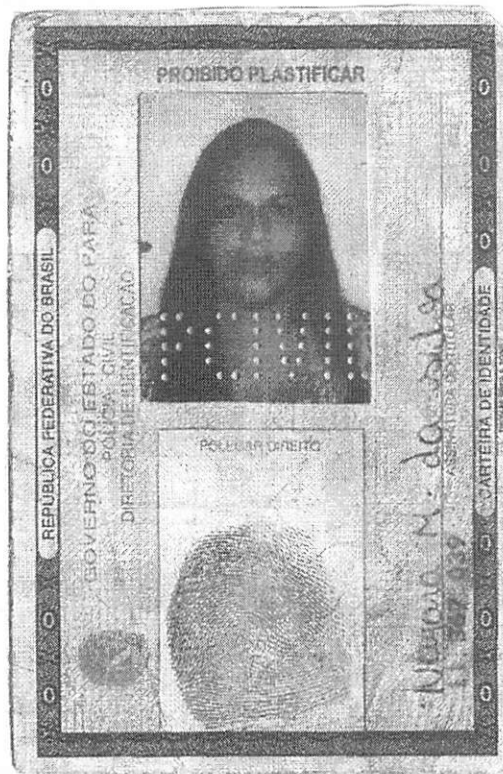 PROIBIDO PLASTIFICAR
REPÚBLICA FEDERATIVA DO BRASIL
GOVERNO DO ESTADO DO PARÁ
POLÍCIA CIVIL
DIRETORIA DE IDENTIFICAÇÃO
POLEGAR DIREITO
M. da
ASSINATURA DO TITULAR
CARTEIRA DE IDENTIDADE